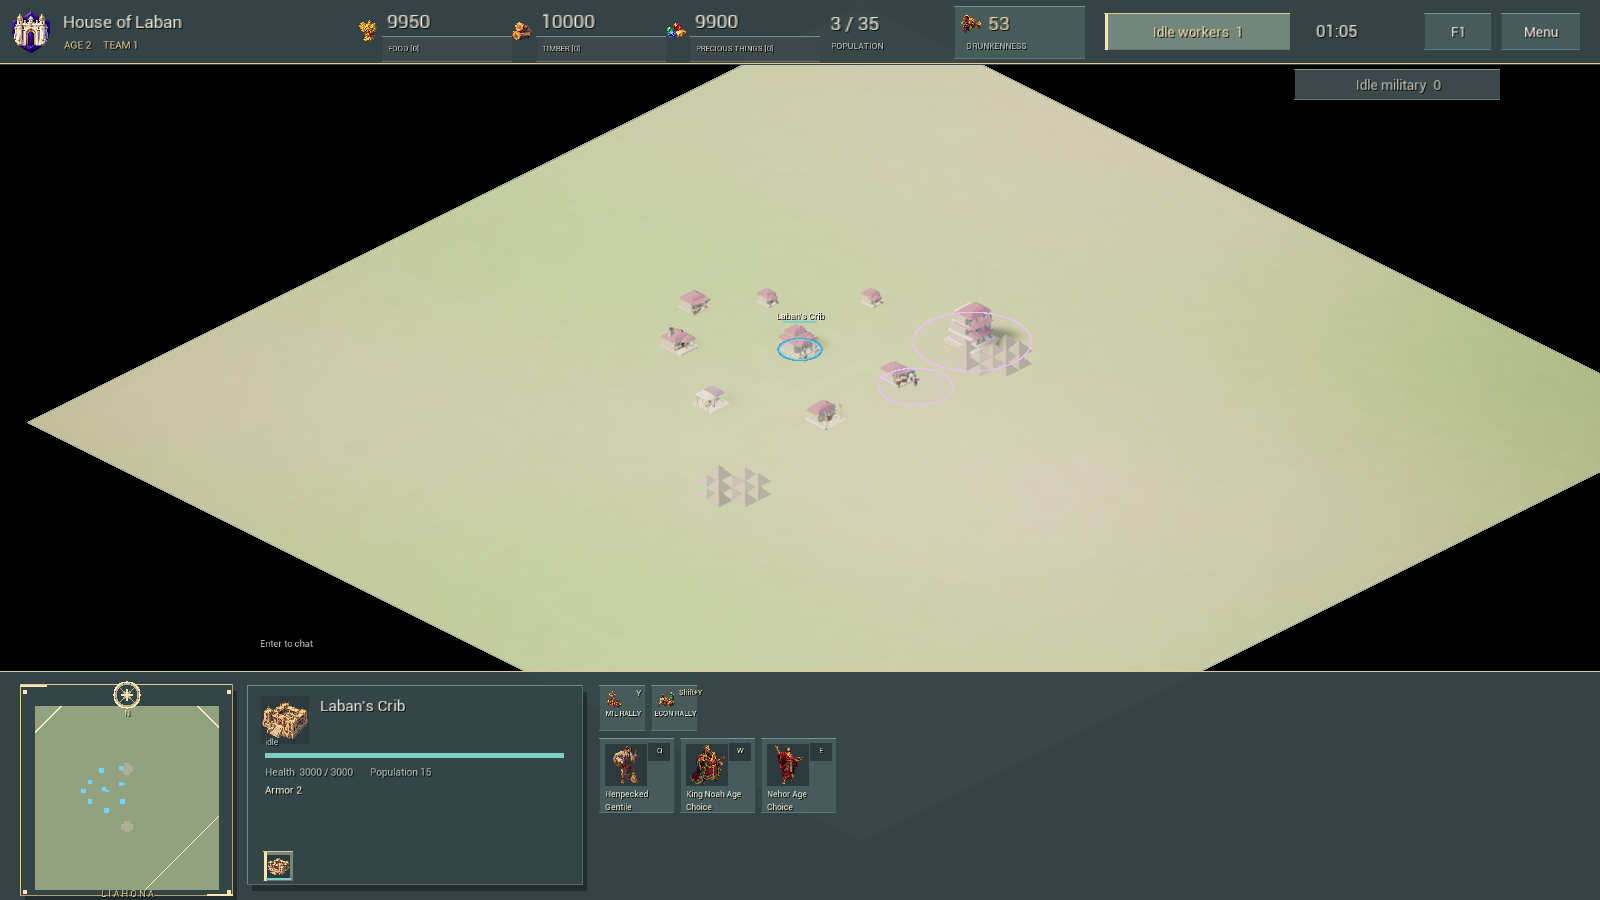 House of Laban
AGE 2 TEAM 1
9950
FOOD [0]
10000
TIMBER [0]
9900
PRECIOUS THINGS [0]
3 / 35
POPULATION
53
DRUNKENNESS
Idle workers 1
01:05
F1
Menu
Idle military 0
Laban's Crib
Enter to chat
N
LIAHONA
Laban's Crib
idle
Health 3000 / 3000 Population 15
Armor 2
Y
MIL RALLY
Shift+Y
ECON RALLY
Q
Henpecked
Gentile
W
King Noah Age
Choice
E
Nehor Age
Choice